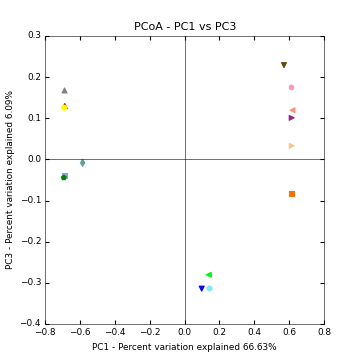 PCoA - PC1 vs PC3
0.3
0.2
0.1
0.0
−0.1
−0.2
−0.3
−0.4
PC3 - Percent variation explained 6.09%
−0.8 −0.6 −0.4 −0.2 0.0 0.2 0.4 0.6 0.8
PC1 - Percent variation explained 66.63%